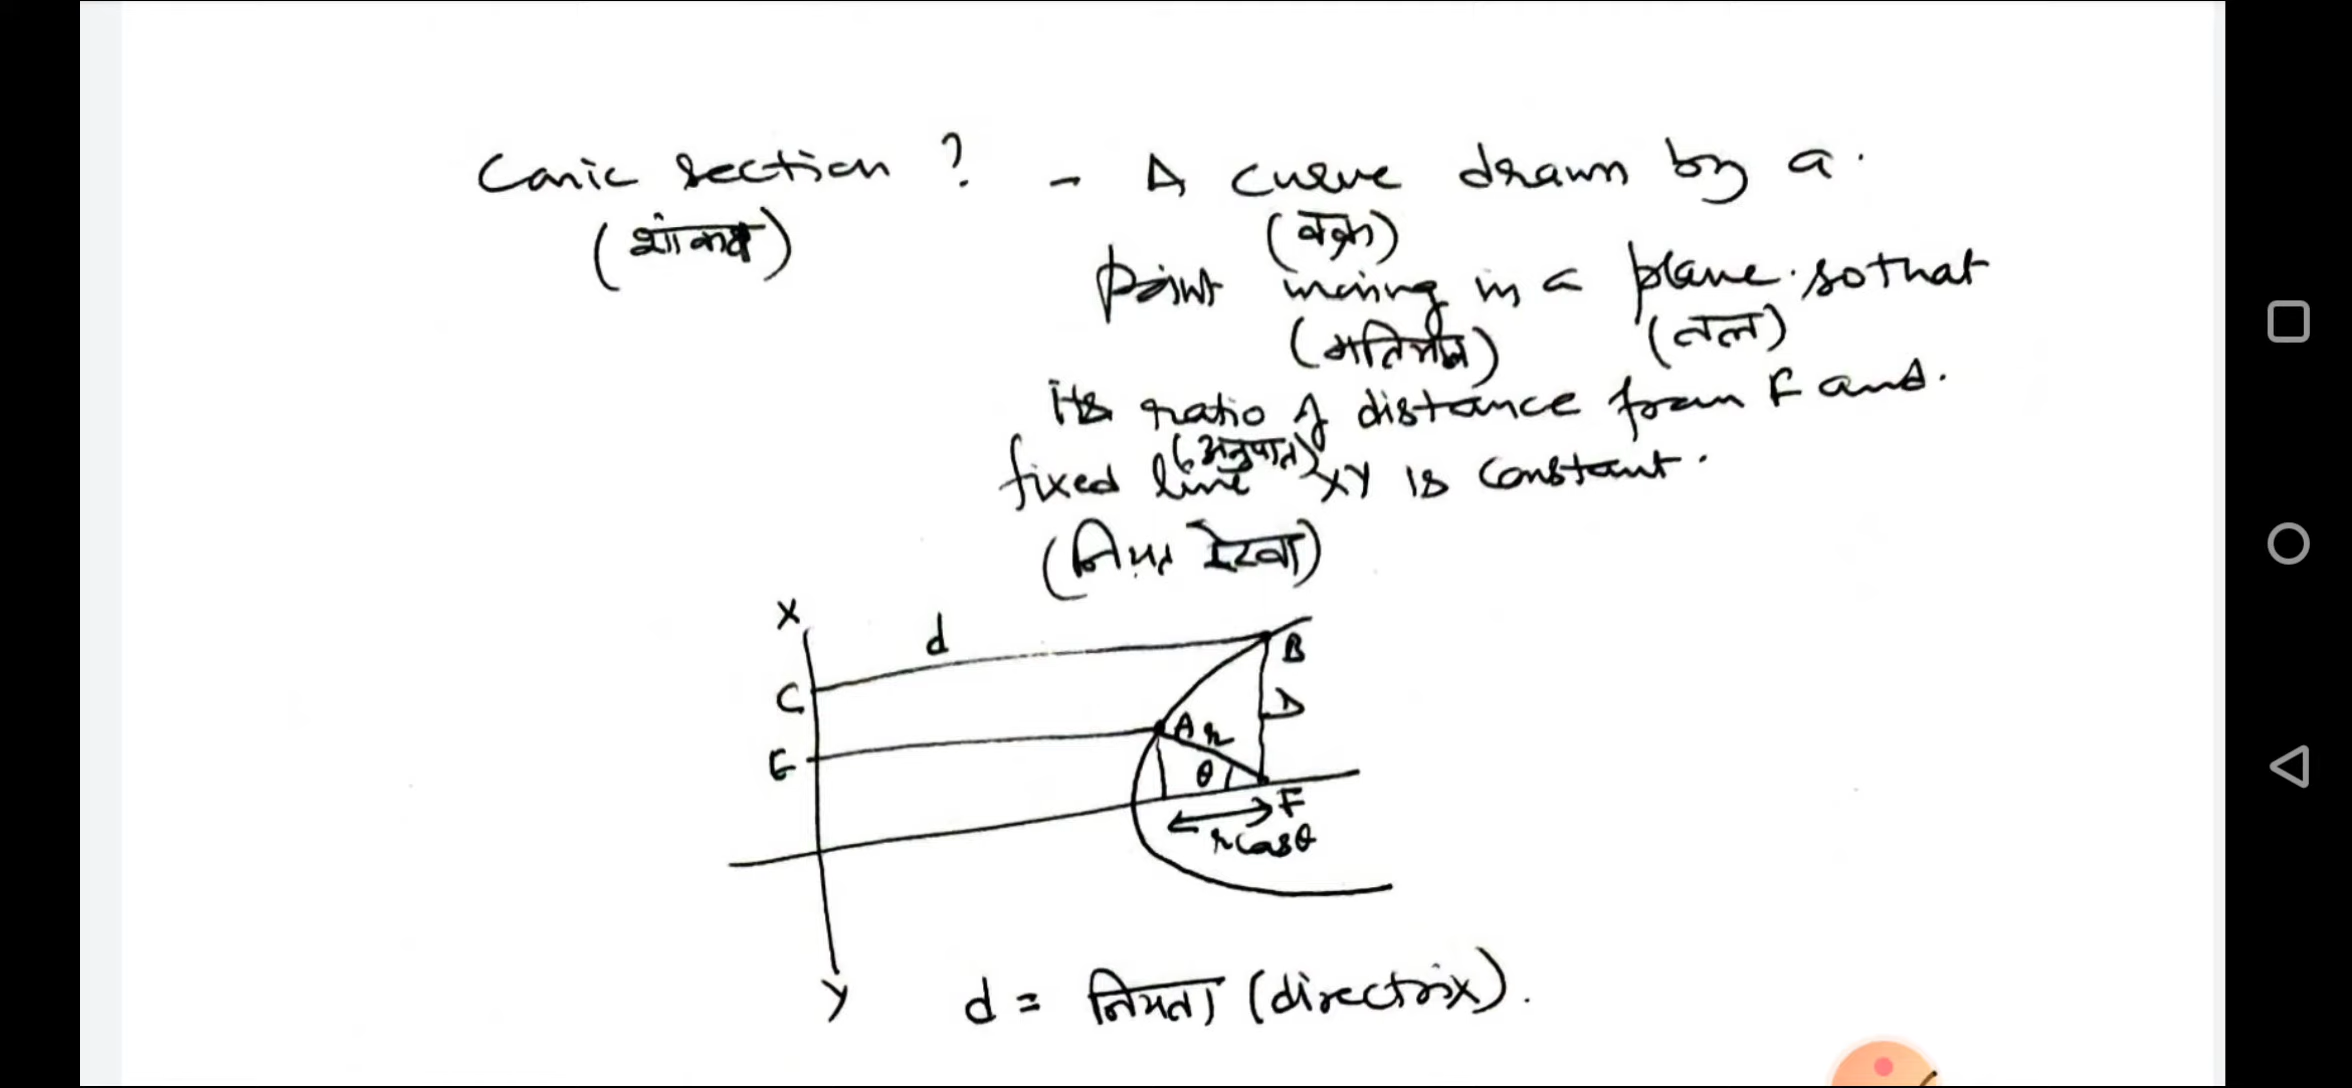 Conic section ? - A curve drawn by a.
(शांकव) (वक्र)
point moving in a plane. so that
(गतिमान) (तल)
its ratio of distance from F and.
(अनुपात)
fixed line XY is constant.
(नियत रेखा)
X
d
B
C
D
A r
E
θ
F
r cosθ
Y
d = नियता (directrix).